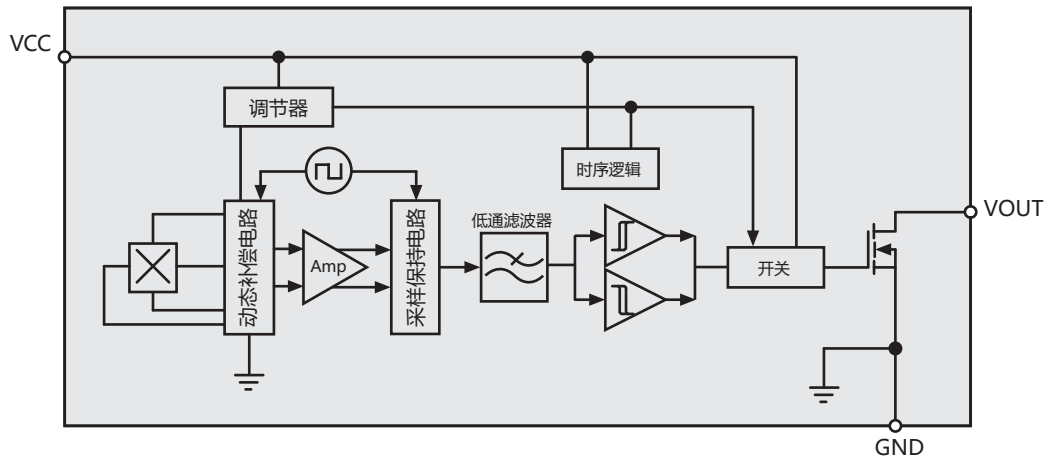 VCC
调节器
时序逻辑
VOUT
动态补偿电路
Amp
采样保持电路
低通滤波器
开关
GND